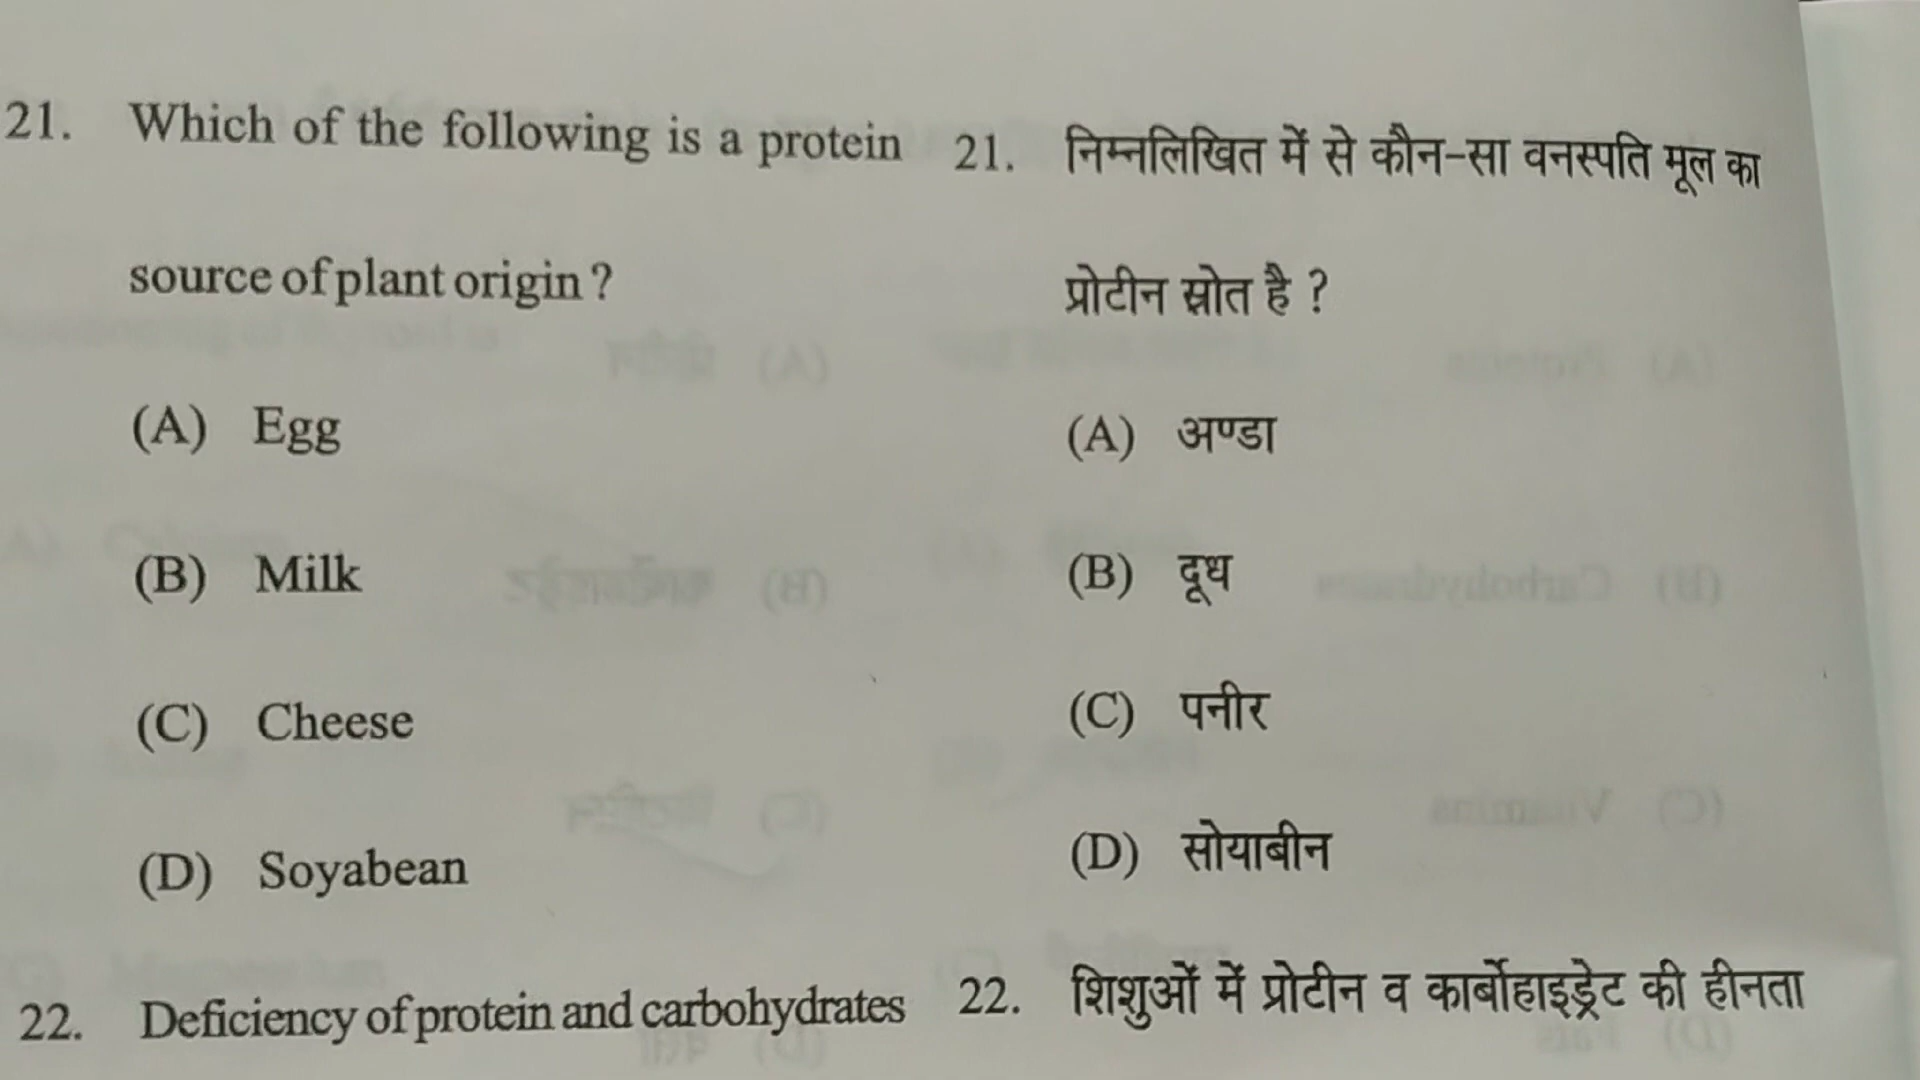 21. Which of the following is a protein
source of plant origin ?
(A) Egg
(B) Milk
(C) Cheese
(D) Soyabean
22. Deficiency of protein and carbohydrates
21. निम्नलिखित में से कौन-सा वनस्पति मूल का
प्रोटीन स्रोत है ?
(A) अण्डा
(B) दूध
(C) पनीर
(D) सोयाबीन
22. शिशुओं में प्रोटीन व कार्बोहाइड्रेट की हीनता